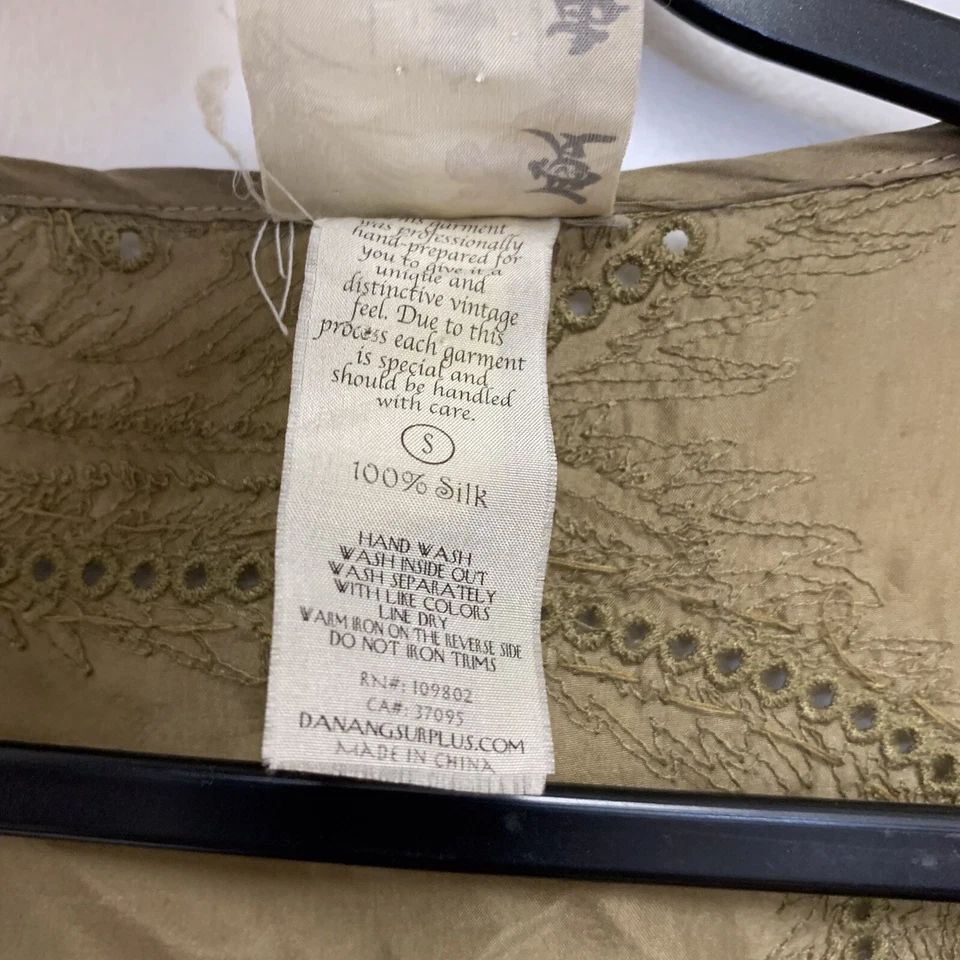 This garment
was professionally
hand-prepared for
you to give it a
unique and
distinctive vintage
feel. Due to this
process each garment
is special and
should be handled
with care.
S
100% Silk
HAND WASH
WASH INSIDE OUT
WASH SEPARATELY
WITH LIKE COLORS
LINE DRY
WARM IRON ON THE REVERSE SIDE
DO NOT IRON TRIMS
RN#: 109802
CA#: 37095
DANANGSURPLUS.COM
MADE IN CHINA